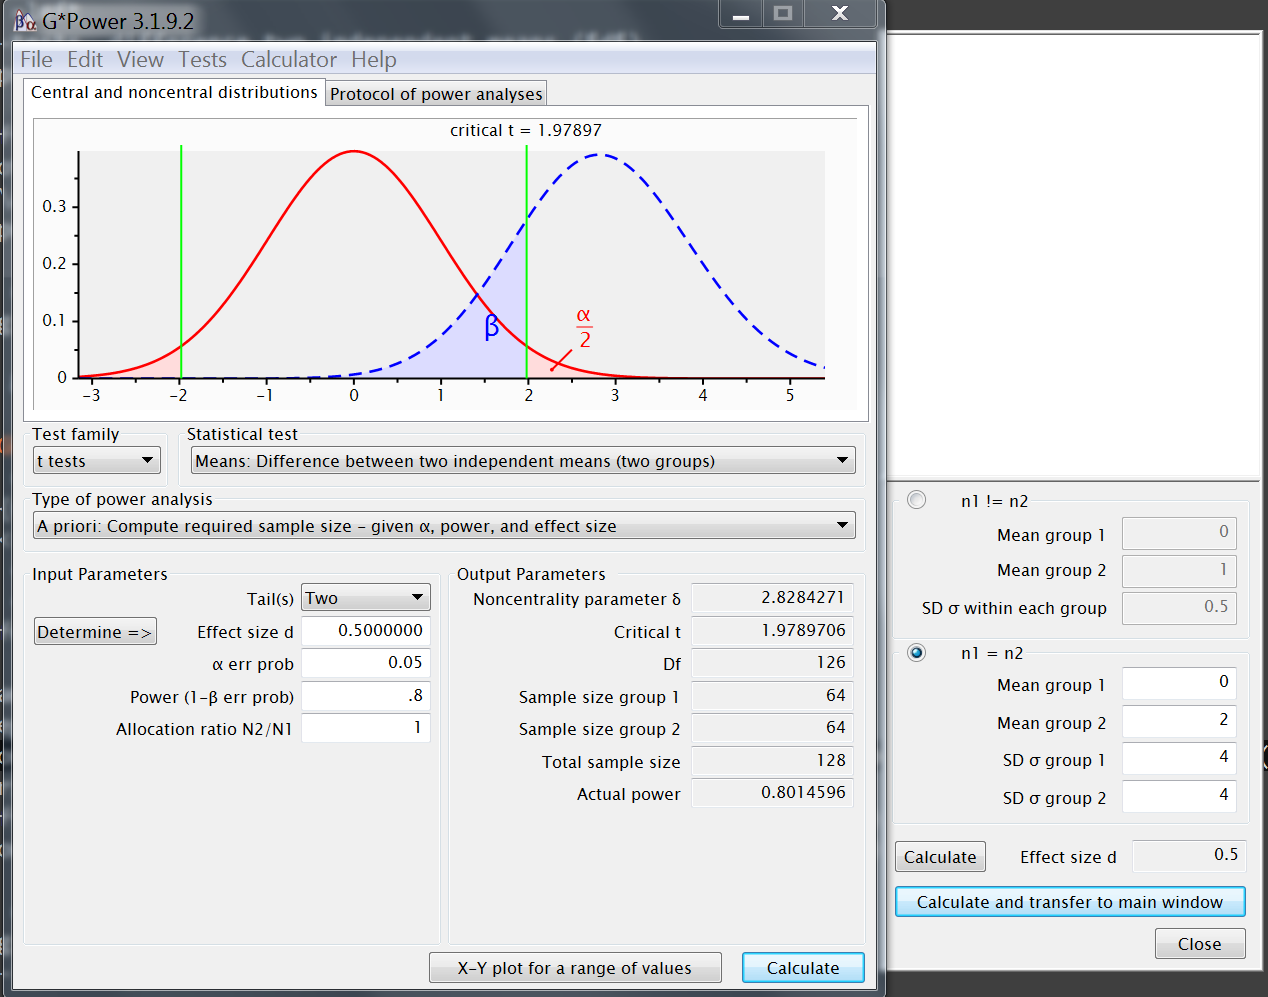 G*Power 3.1.9.2
File Edit View Tests Calculator Help
Central and noncentral distributions Protocol of power analyses
critical t = 1.97897
0.3
0.2
0.1
0
β
α
2
-3 -2 -1 0 1 2 3 4 5
Test family Statistical test
t tests Means: Difference between two independent means (two groups)
Type of power analysis
A priori: Compute required sample size – given α, power, and effect size
Input Parameters
Tail(s) Two
Determine => Effect size d 0.5000000
α err prob 0.05
Power (1-β err prob) .8
Allocation ratio N2/N1 1
Output Parameters
Noncentrality parameter δ 2.8284271
Critical t 1.9789706
Df 126
Sample size group 1 64
Sample size group 2 64
Total sample size 128
Actual power 0.8014596
X-Y plot for a range of values Calculate
n1 != n2
Mean group 1 0
Mean group 2 1
SD σ within each group 0.5
n1 = n2
Mean group 1 0
Mean group 2 2
SD σ group 1 4
SD σ group 2 4
Calculate Effect size d 0.5
Calculate and transfer to main window
Close